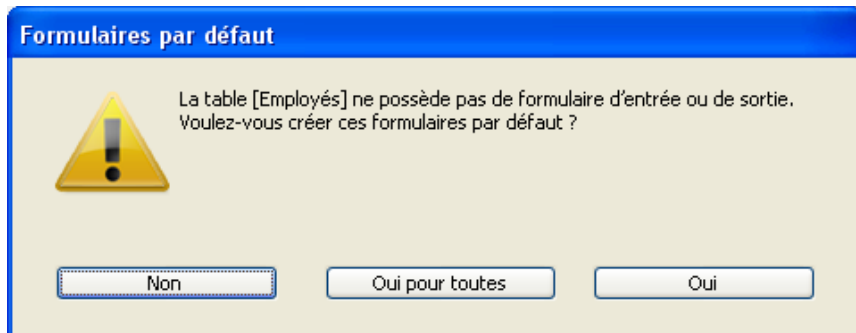 Formulaires par défaut
La table [Employés] ne possède pas de formulaire d'entrée ou de sortie.
Voulez-vous créer ces formulaires par défaut ?
Non
Oui pour toutes
Oui